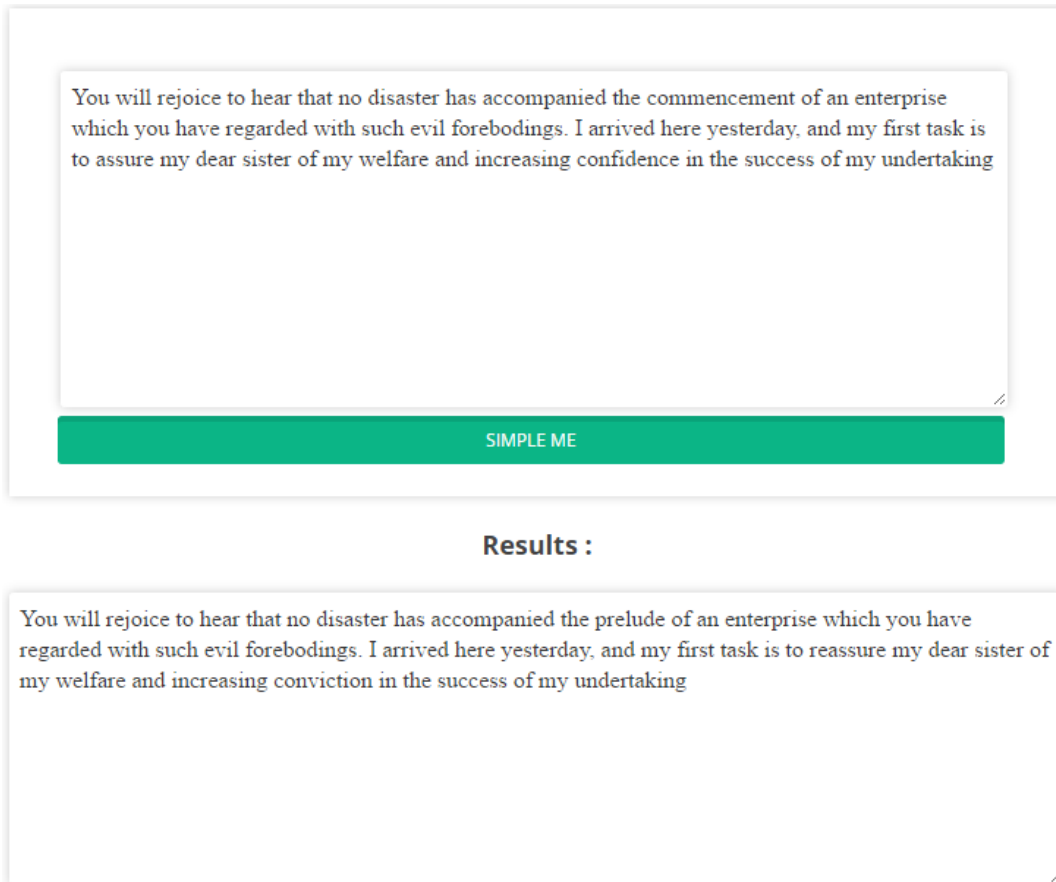 You will rejoice to hear that no disaster has accompanied the commencement of an enterprise
which you have regarded with such evil forebodings. I arrived here yesterday, and my first task is
to assure my dear sister of my welfare and increasing confidence in the success of my undertaking
SIMPLE ME
Results :
You will rejoice to hear that no disaster has accompanied the prelude of an enterprise which you have
regarded with such evil forebodings. I arrived here yesterday, and my first task is to reassure my dear sister of
my welfare and increasing conviction in the success of my undertaking